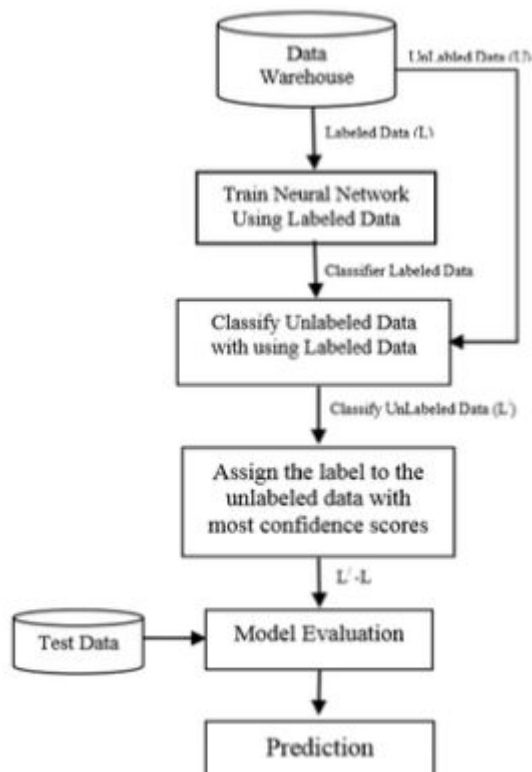 Data
Warehouse
UnLabled Data (U)
Labeled Data (L)
Train Neural Network
Using Labeled Data
Classifier Labeled Data
Classify Unlabeled Data
with using Labeled Data
Classify UnLabeled Data (L')
Assign the label to the
unlabeled data with
most confidence scores
L' -L
Test Data
Model Evaluation
Prediction